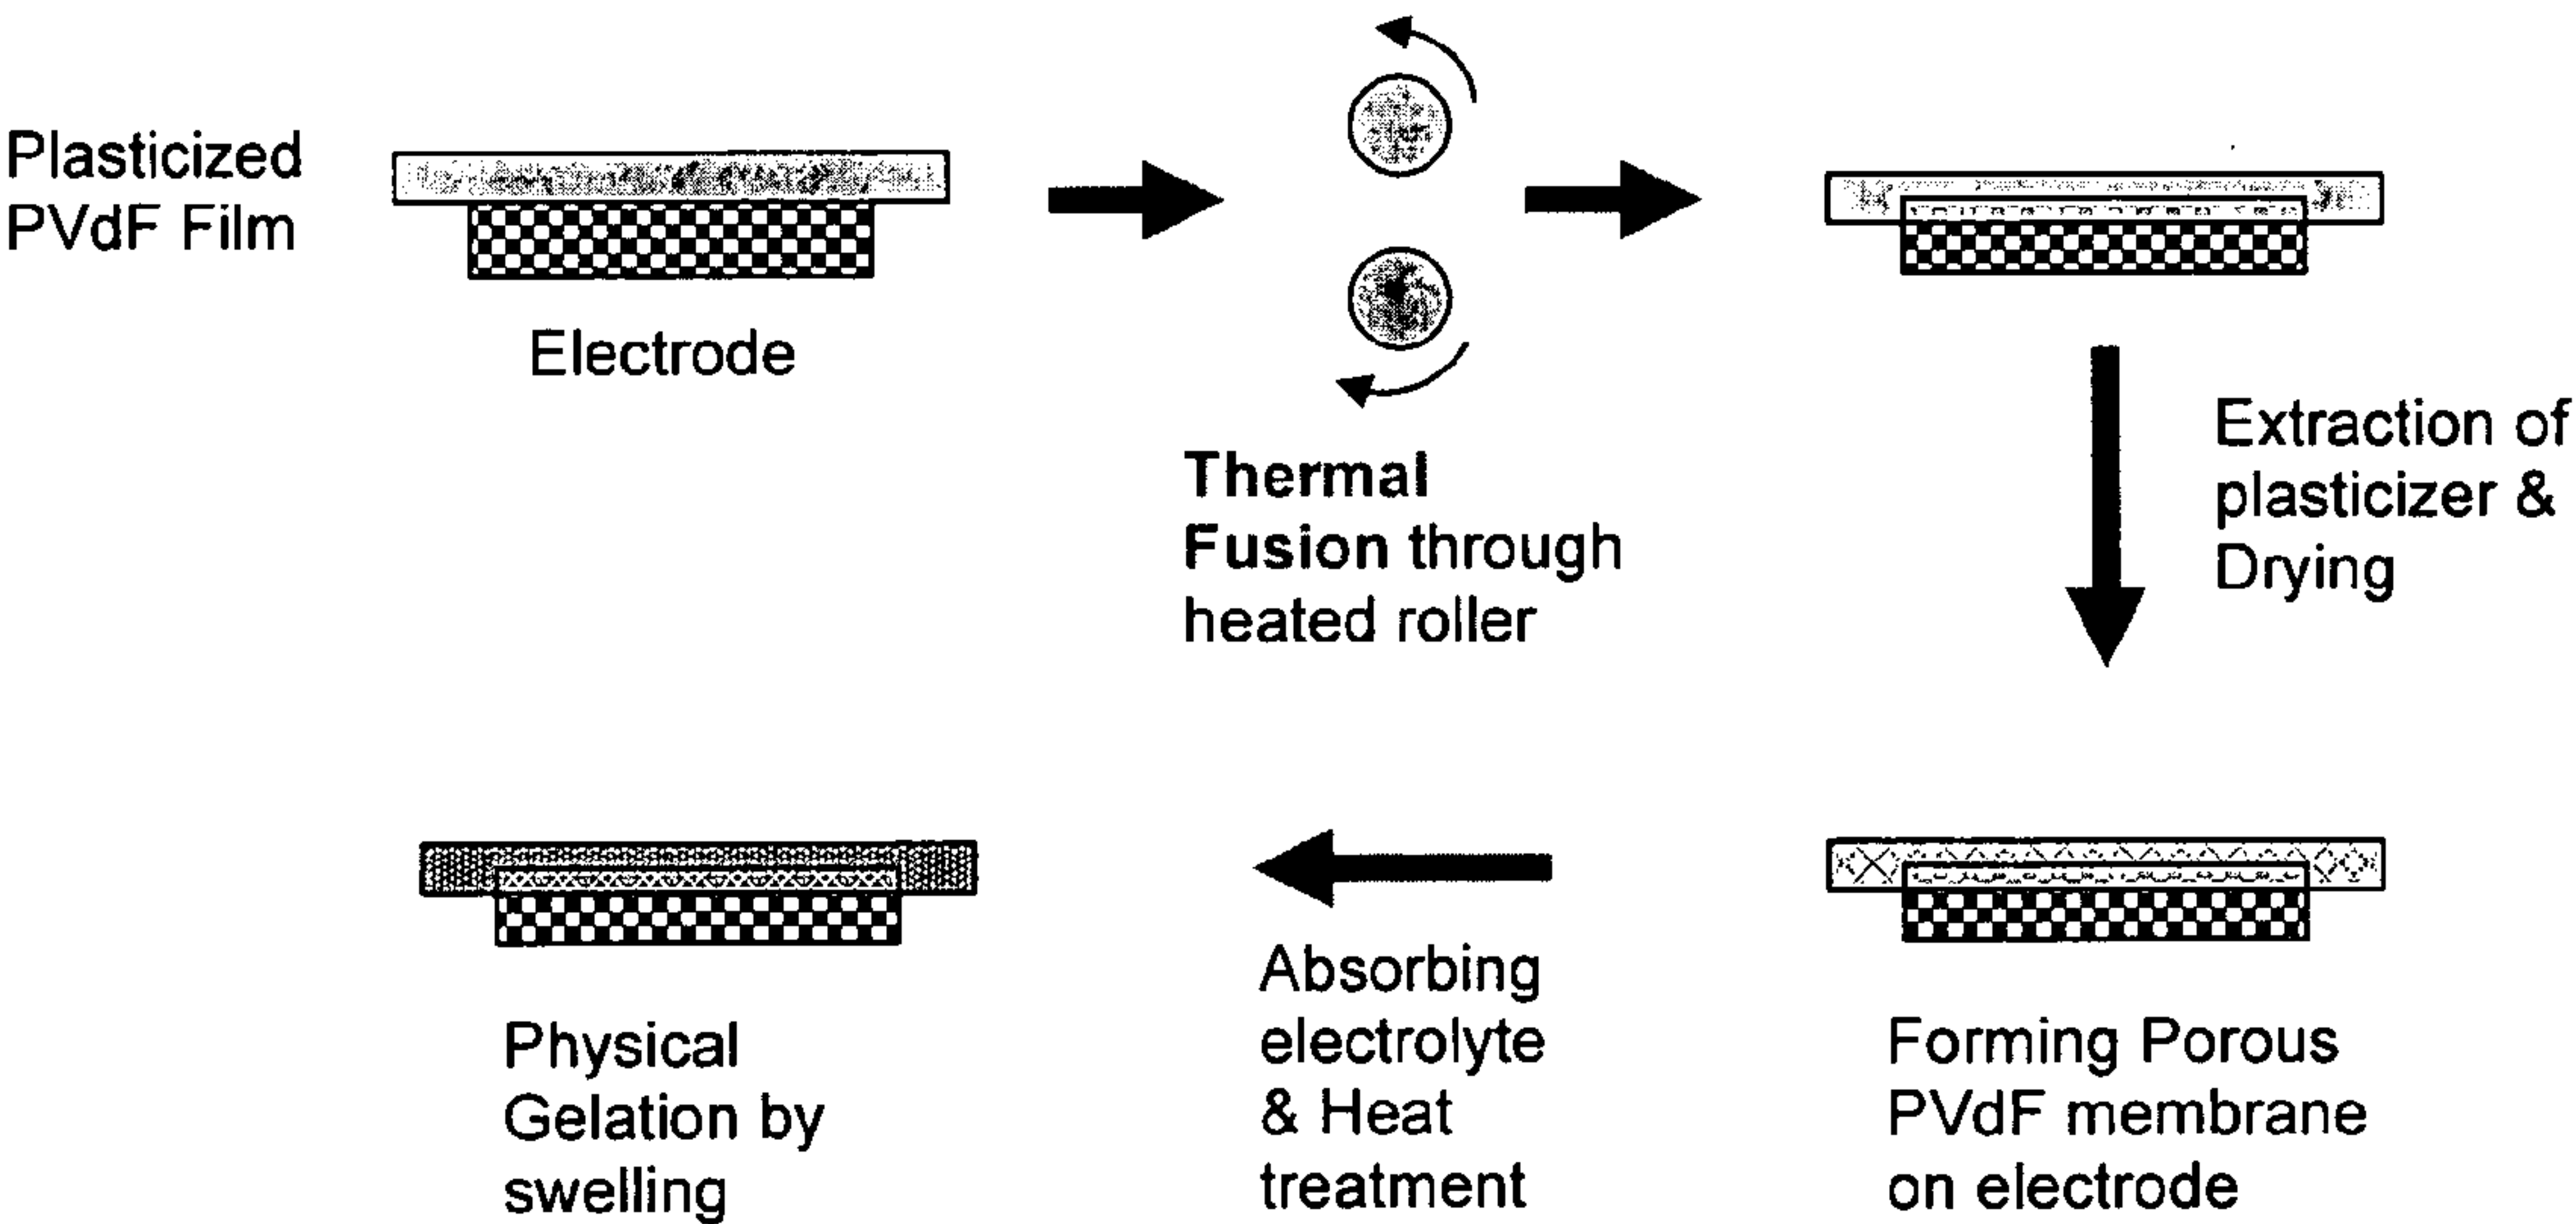 Plasticized
PVdF Film
Electrode
Thermal
Fusion through
heated roller
Extraction of
plasticizer &
Drying
Physical
Gelation by
swelling
Absorbing
electrolyte
& Heat
treatment
Forming Porous
PVdF membrane
on electrode